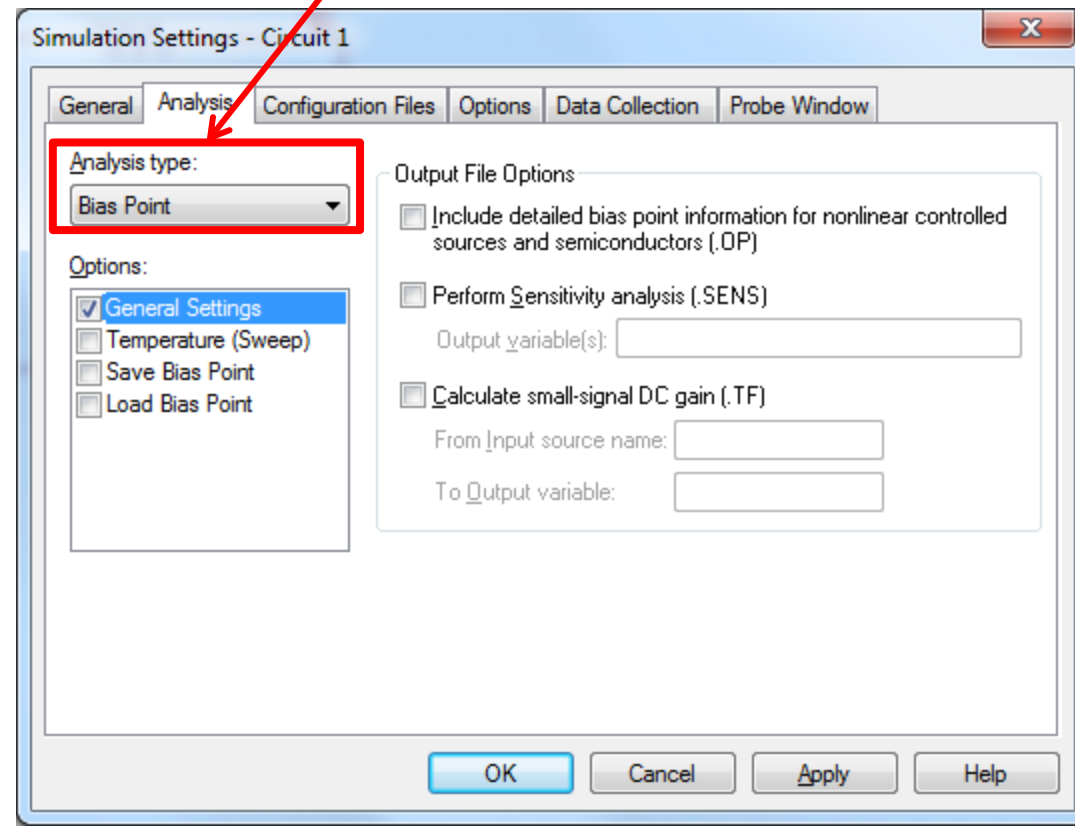 Simulation Settings - Circuit 1
General Analysis Configuration Files Options Data Collection Probe Window
Analysis type:
Bias Point
Options:
General Settings
Temperature (Sweep)
Save Bias Point
Load Bias Point
Output File Options
Include detailed bias point information for nonlinear controlled
sources and semiconductors (.OP)
Perform Sensitivity analysis (.SENS)
Output variable(s):
Calculate small-signal DC gain (.TF)
From Input source name:
To Output variable:
OK Cancel Apply Help